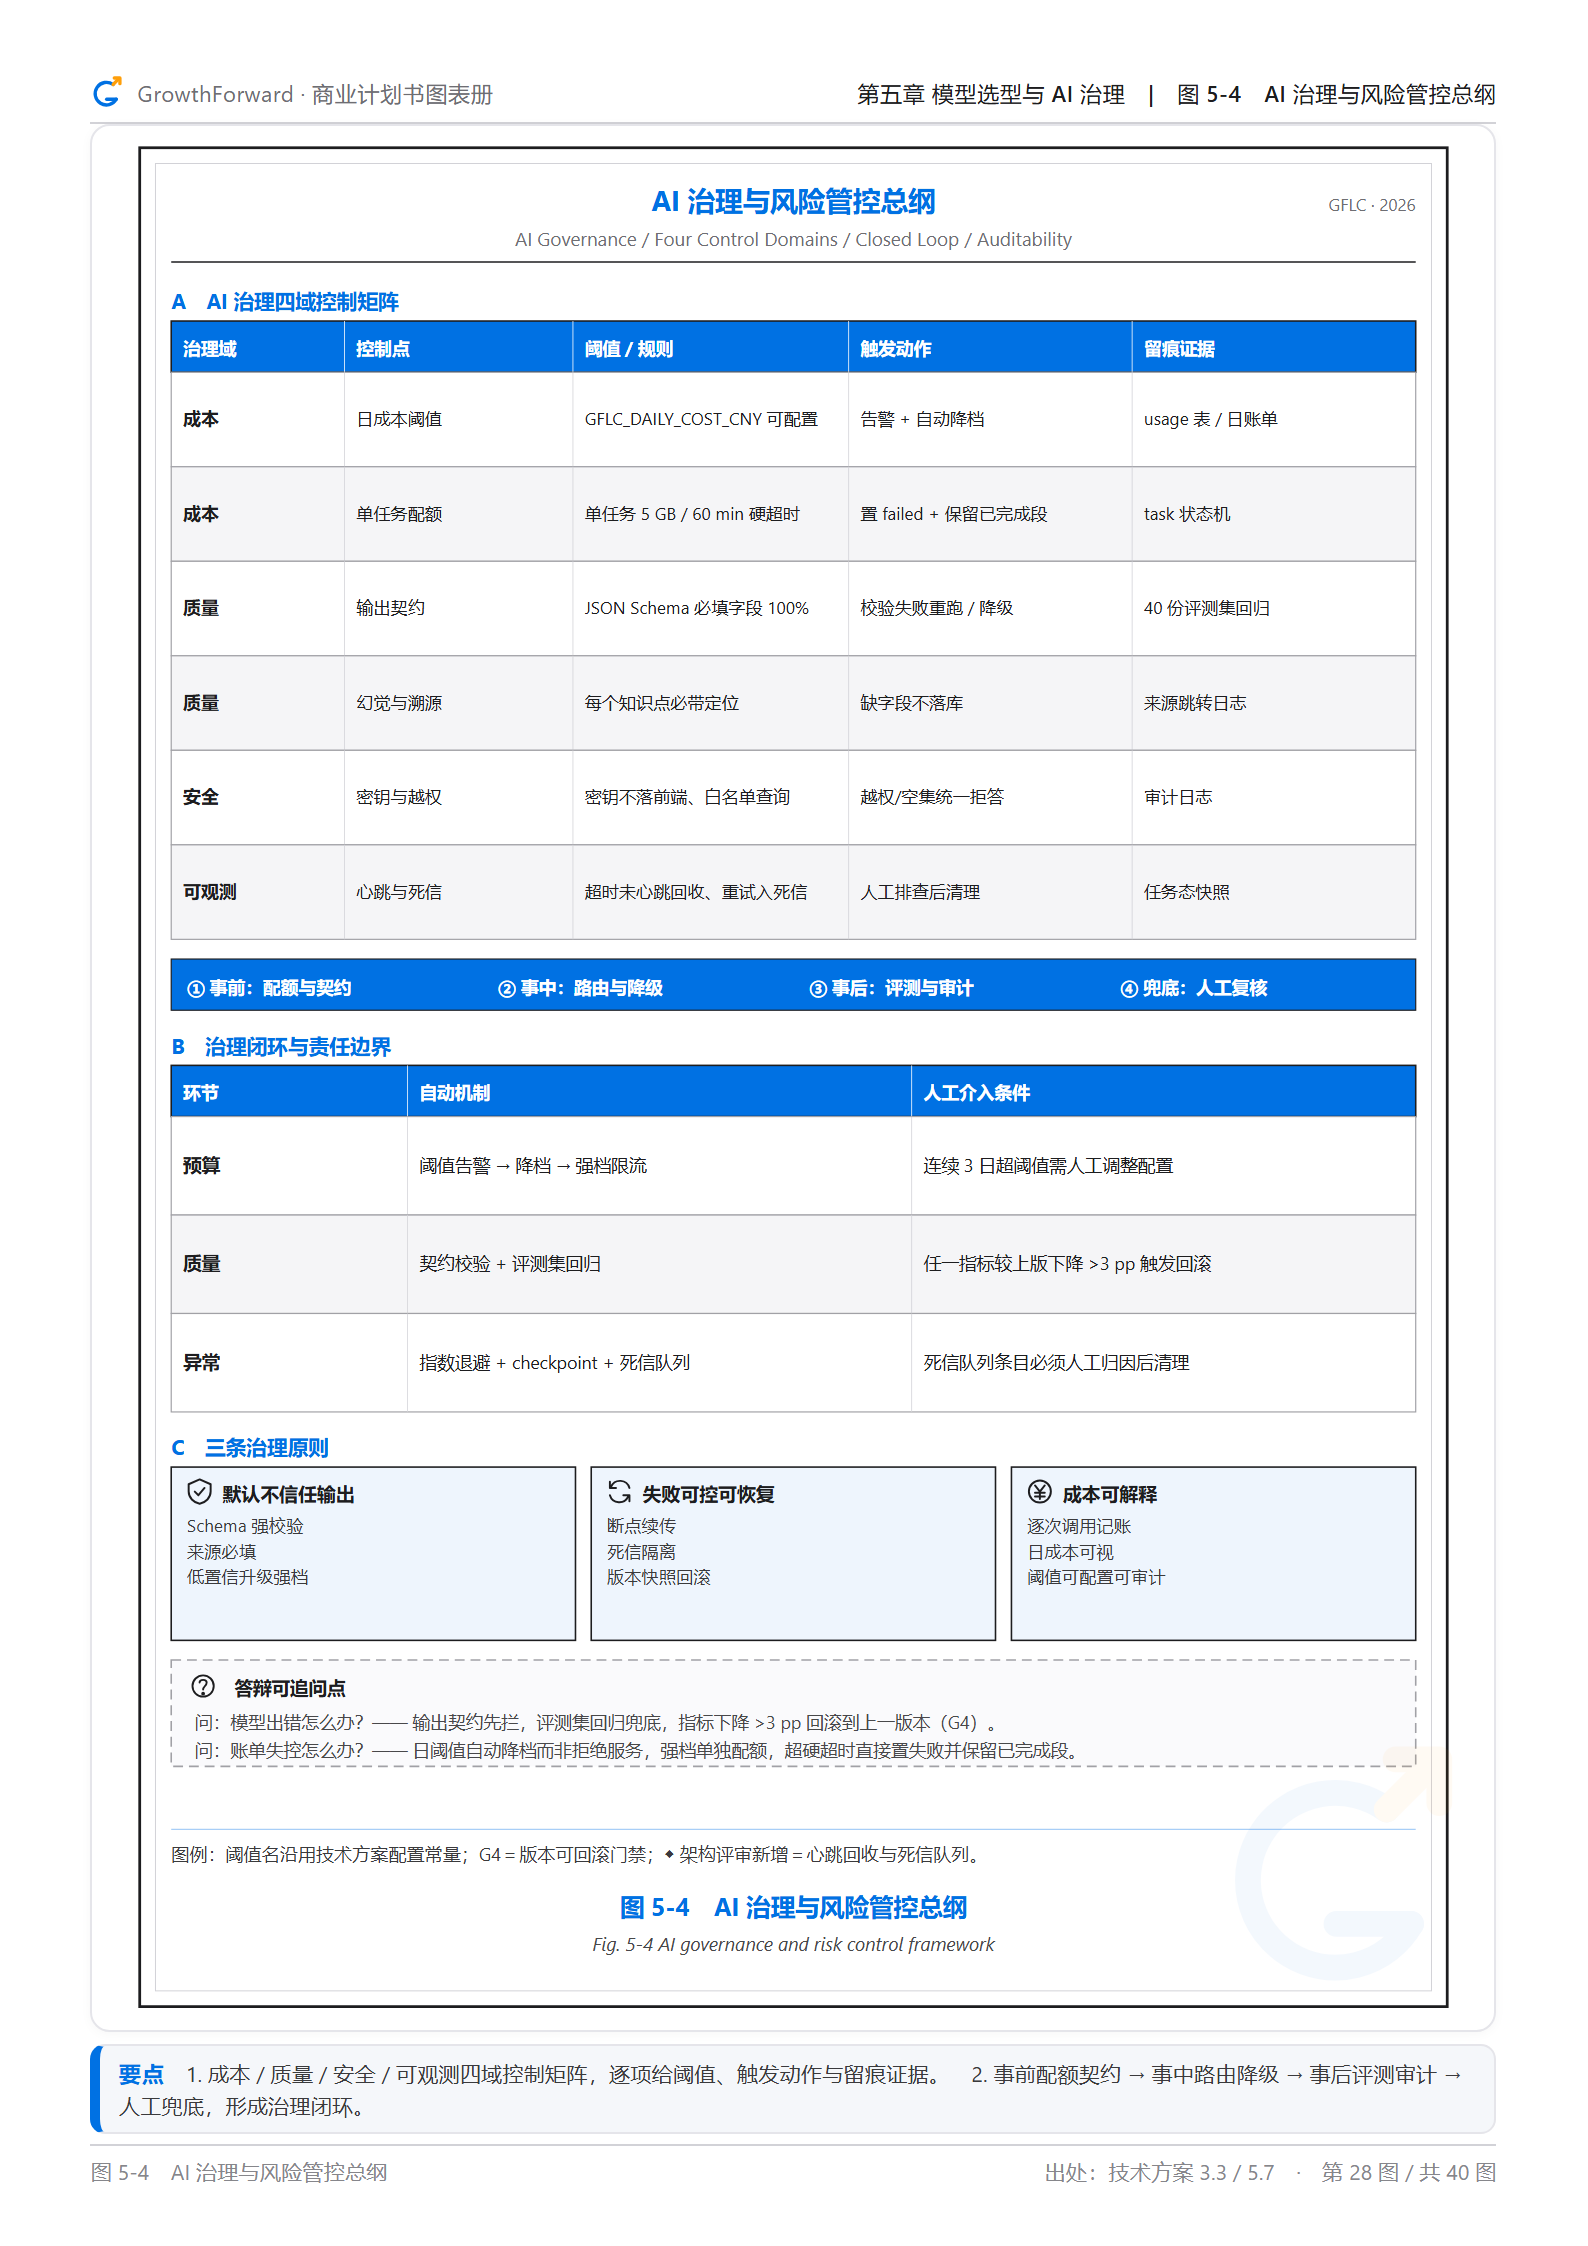 GrowthForward · 商业计划书图表册
第五章 模型选型与 AI 治理 | 图 5-4 AI 治理与风险管控总纲
AI 治理与风险管控总纲
GFLC · 2026
AI Governance / Four Control Domains / Closed Loop / Auditability
A AI 治理四域控制矩阵
治理域 控制点 阈值 / 规则 触发动作 留痕证据
成本 日成本阈值 GFLC_DAILY_COST_CNY 可配置 告警 + 自动降档 usage 表 / 日账单
成本 单任务配额 单任务 5 GB / 60 min 硬超时 置 failed + 保留已完成段 task 状态机
质量 输出契约 JSON Schema 必填字段 100% 校验失败重跑 / 降级 40 份评测集回归
质量 幻觉与溯源 每个知识点必带定位 缺字段不落库 来源跳转日志
安全 密钥与越权 密钥不落前端、白名单查询 越权/空集统一拒答 审计日志
可观测 心跳与死信 超时未心跳回收、重试入死信 人工排查后清理 任务态快照
① 事前：配额与契约 ② 事中：路由与降级 ③ 事后：评测与审计 ④ 兜底：人工复核
B 治理闭环与责任边界
环节 自动机制 人工介入条件
预算 阈值告警 → 降档 → 强档限流 连续 3 日超阈值需人工调整配置
质量 契约校验 + 评测集回归 任一指标较上版下降 >3 pp 触发回滚
异常 指数退避 + checkpoint + 死信队列 死信队列条目必须人工归因后清理
C 三条治理原则
默认不信任输出
Schema 强校验
来源必填
低置信升级强档
失败可控可恢复
断点续传
死信隔离
版本快照回滚
成本可解释
逐次调用记账
日成本可视
阈值可配置可审计
答辩可追问点
问：模型出错怎么办？—— 输出契约先拦，评测集回归兜底，指标下降 >3 pp 回滚到上一版本（G4）。
问：账单失控怎么办？—— 日阈值自动降档而非拒绝服务，强档单独配额，超硬超时直接置失败并保留已完成段。
图例：阈值名沿用技术方案配置常量；G4 = 版本可回滚门禁；◆ 架构评审新增 = 心跳回收与死信队列。
图 5-4 AI 治理与风险管控总纲
Fig. 5-4 AI governance and risk control framework
要点 1. 成本 / 质量 / 安全 / 可观测四域控制矩阵，逐项给阈值、触发动作与留痕证据。 2. 事前配额契约 → 事中路由降级 → 事后评测审计 →
人工兜底，形成治理闭环。
图 5-4 AI 治理与风险管控总纲
出处：技术方案 3.3 / 5.7 · 第 28 图 / 共 40 图